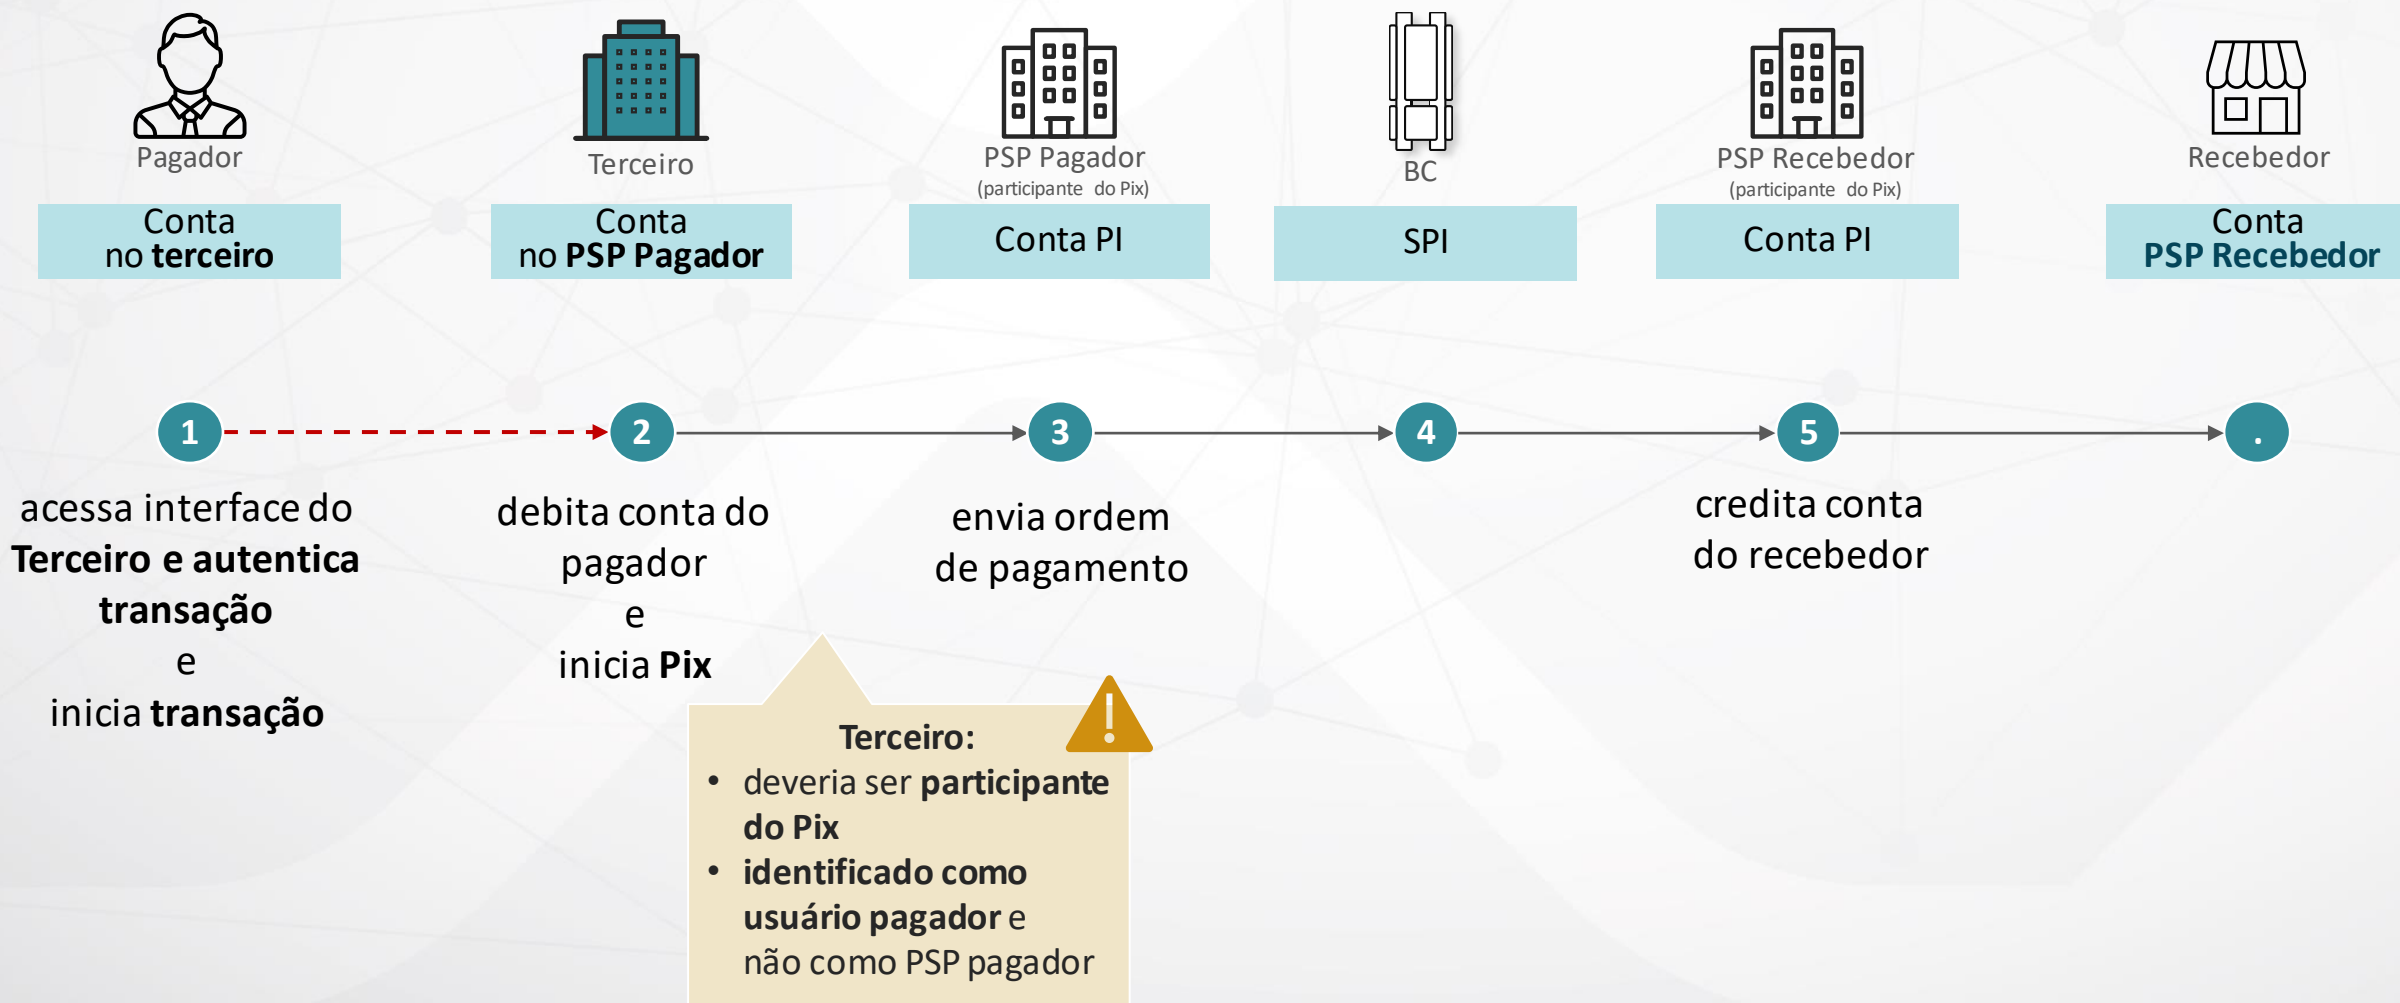 Pagador
Terceiro
PSP Pagador
(participante do Pix)
BC
PSP Recebedor
(participante do Pix)
Recebedor
Conta
no terceiro
Conta
no PSP Pagador
Conta PI
SPI
Conta PI
Conta
PSP Recebedor
1
2
3
4
5
.
acessa interface do
Terceiro e autentica
transação
e
inicia transação
debita conta do
pagador
e
inicia Pix
envia ordem
de pagamento
credita conta
do recebedor
Terceiro:
• deveria ser participante
do Pix
• identificado como
usuário pagador e
não como PSP pagador